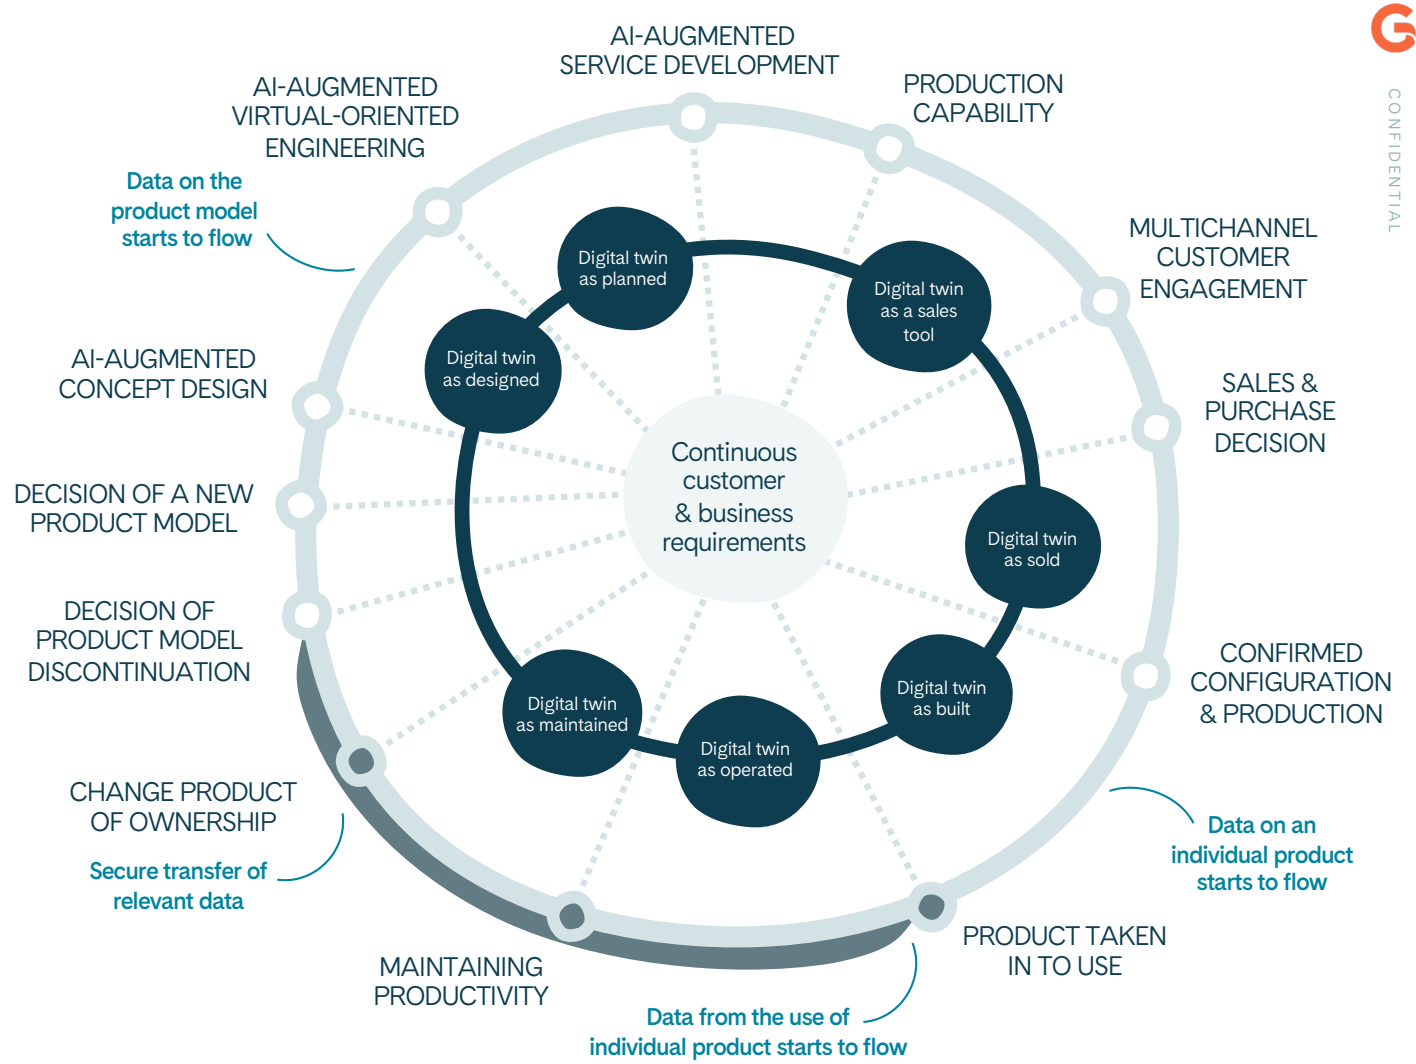 AI-AUGMENTED
SERVICE DEVELOPMENT
PRODUCTION
CAPABILITY
MULTICHANNEL
CUSTOMER
ENGAGEMENT
SALES &
PURCHASE
DECISION
CONFIRMED
CONFIGURATION
& PRODUCTION
Data on an
individual product
starts to flow
PRODUCT TAKEN
IN TO USE
Data from the use of
individual product starts to flow
MAINTAINING
PRODUCTIVITY
Secure transfer of
relevant data
CHANGE PRODUCT
OF OWNERSHIP
DECISION OF
PRODUCT MODEL
DISCONTINUATION
DECISION OF A NEW
PRODUCT MODEL
AI-AUGMENTED
CONCEPT DESIGN
Data on the
product model
starts to flow
AI-AUGMENTED
VIRTUAL-ORIENTED
ENGINEERING
Digital twin
as planned
Digital twin
as a sales
tool
Digital twin
as sold
Digital twin
as built
Digital twin
as operated
Digital twin
as maintained
Digital twin
as designed
Continuous
customer
& business
requirements
G
CONFIDENTIAL